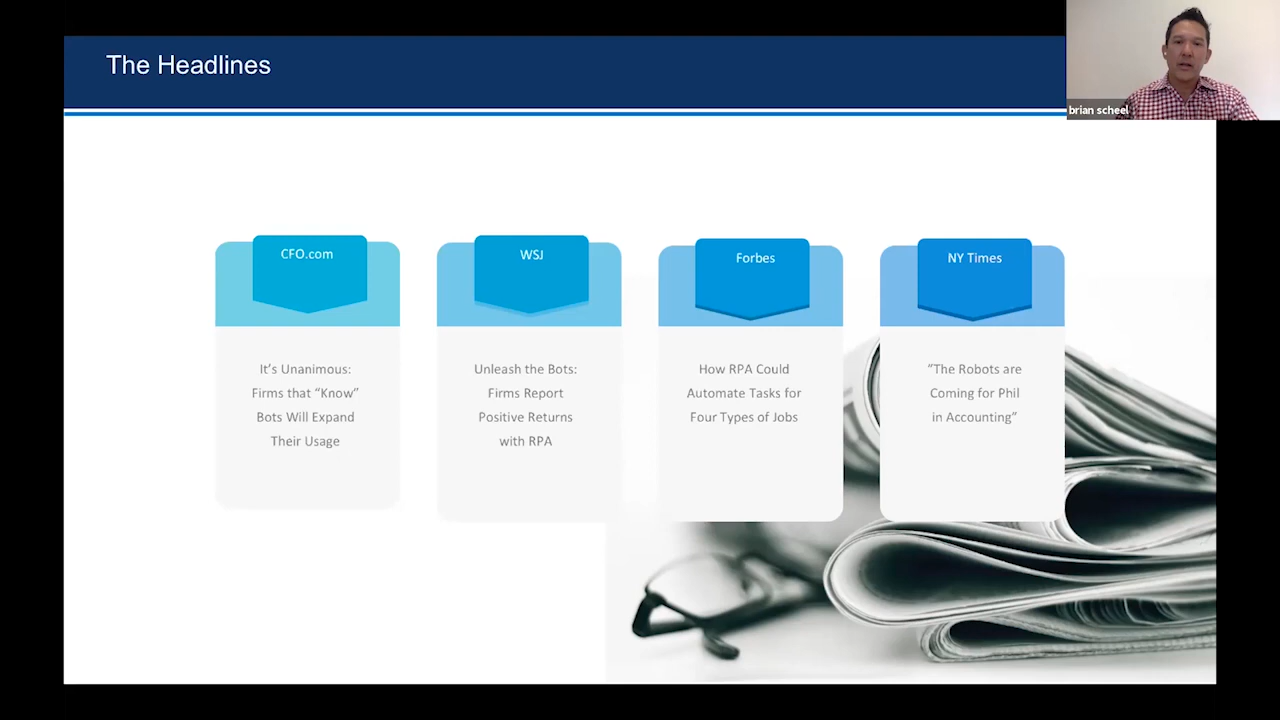 The Headlines
brian scheel
CFO.com
It’s Unanimous:
Firms that “Know”
Bots Will Expand
Their Usage
WSJ
Unleash the Bots:
Firms Report
Positive Returns
with RPA
Forbes
How RPA Could
Automate Tasks for
Four Types of Jobs
NY Times
”The Robots are
Coming for Phil
in Accounting”